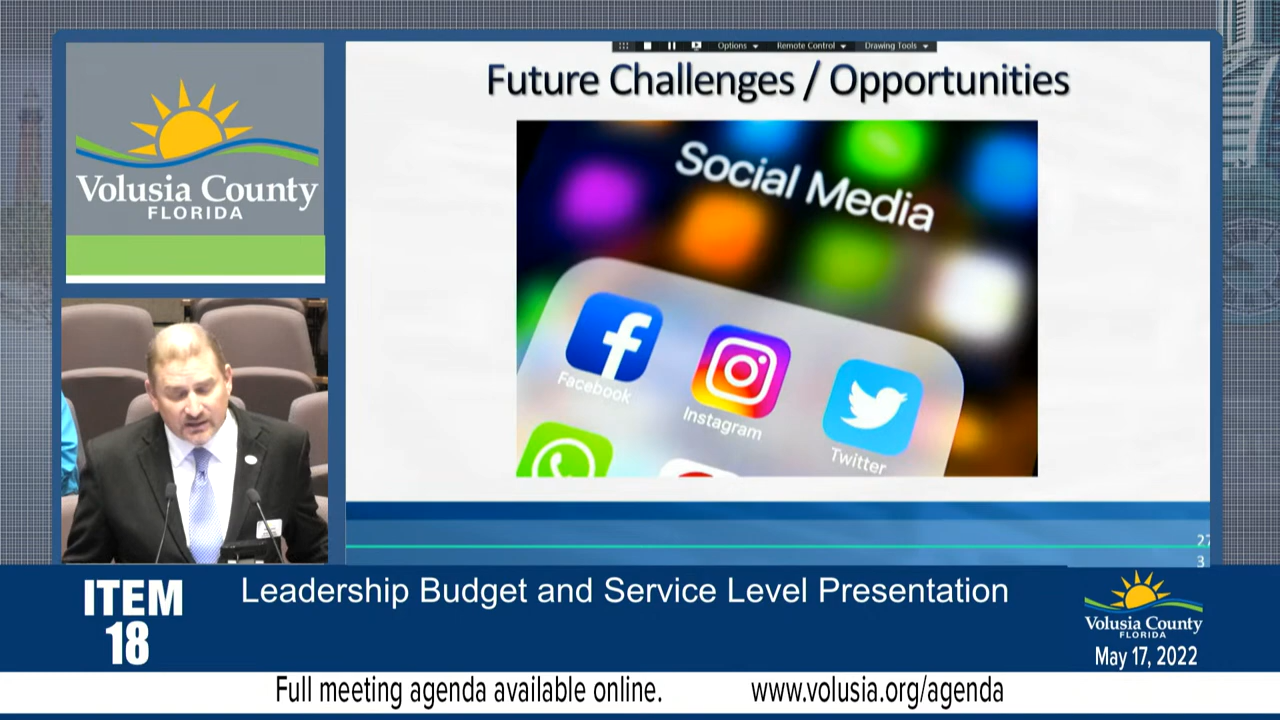 Options
Remote Control
Drawing Tools
Future Challenges / Opportunities
Social Media
Facebook
Instagram
Twitter
Volusia County
FLORIDA
27
3
ITEM
18
Leadership Budget and Service Level Presentation
Volusia County
FLORIDA
May 17, 2022
Full meeting agenda available online.
www.volusia.org/agenda